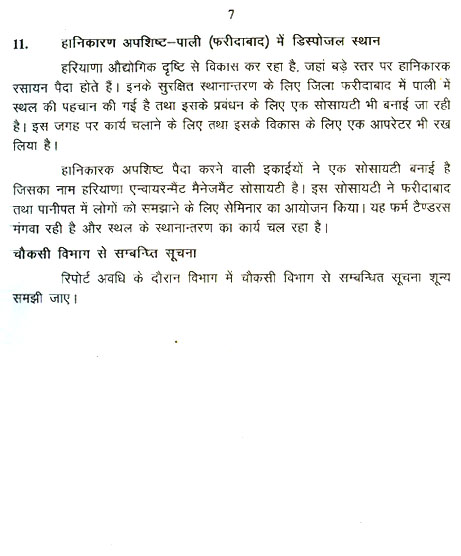 7
11. हानिकारण अपशिष्ट–पाली (फरीदाबाद) में डिस्पोजल स्थान
हरियाणा औद्योगिक दृष्टि से विकास कर रहा है, जहां बड़े स्तर पर हानिकारक
रसायन पैदा होते हैं। इनके सुरक्षित स्थानान्तरण के लिए जिला फरीदाबाद में पाली में
स्थल की पहचान की गई है तथा इसके प्रबंधन के लिए एक सोसायटी भी बनाई जा रही
है। इस जगह पर कार्य चलाने के लिए तथा इसके विकास के लिए एक आपरेटर भी रख
लिया है।
हानिकारक अपशिष्ट पैदा करने वाली इकाईयों ने एक सोसायटी बनाई है
जिसका नाम हरियाणा एन्वायरन्मैंट मैनेजमैंट सोसायटी है। इस सोसायटी ने फरीदाबाद
तथा पानीपत में लोगों को समझाने के लिए सेमिनार का आयोजन किया। यह फर्म टैण्डरस
मंगवा रही है और स्थल के स्थानान्तरण का कार्य चल रहा है।
चौकसी विभाग से सम्बन्धित सूचना
रिपोर्ट अवधि के दौरान विभाग में चौकसी विभाग से सम्बन्धित सूचना शून्य
समझी जाए।